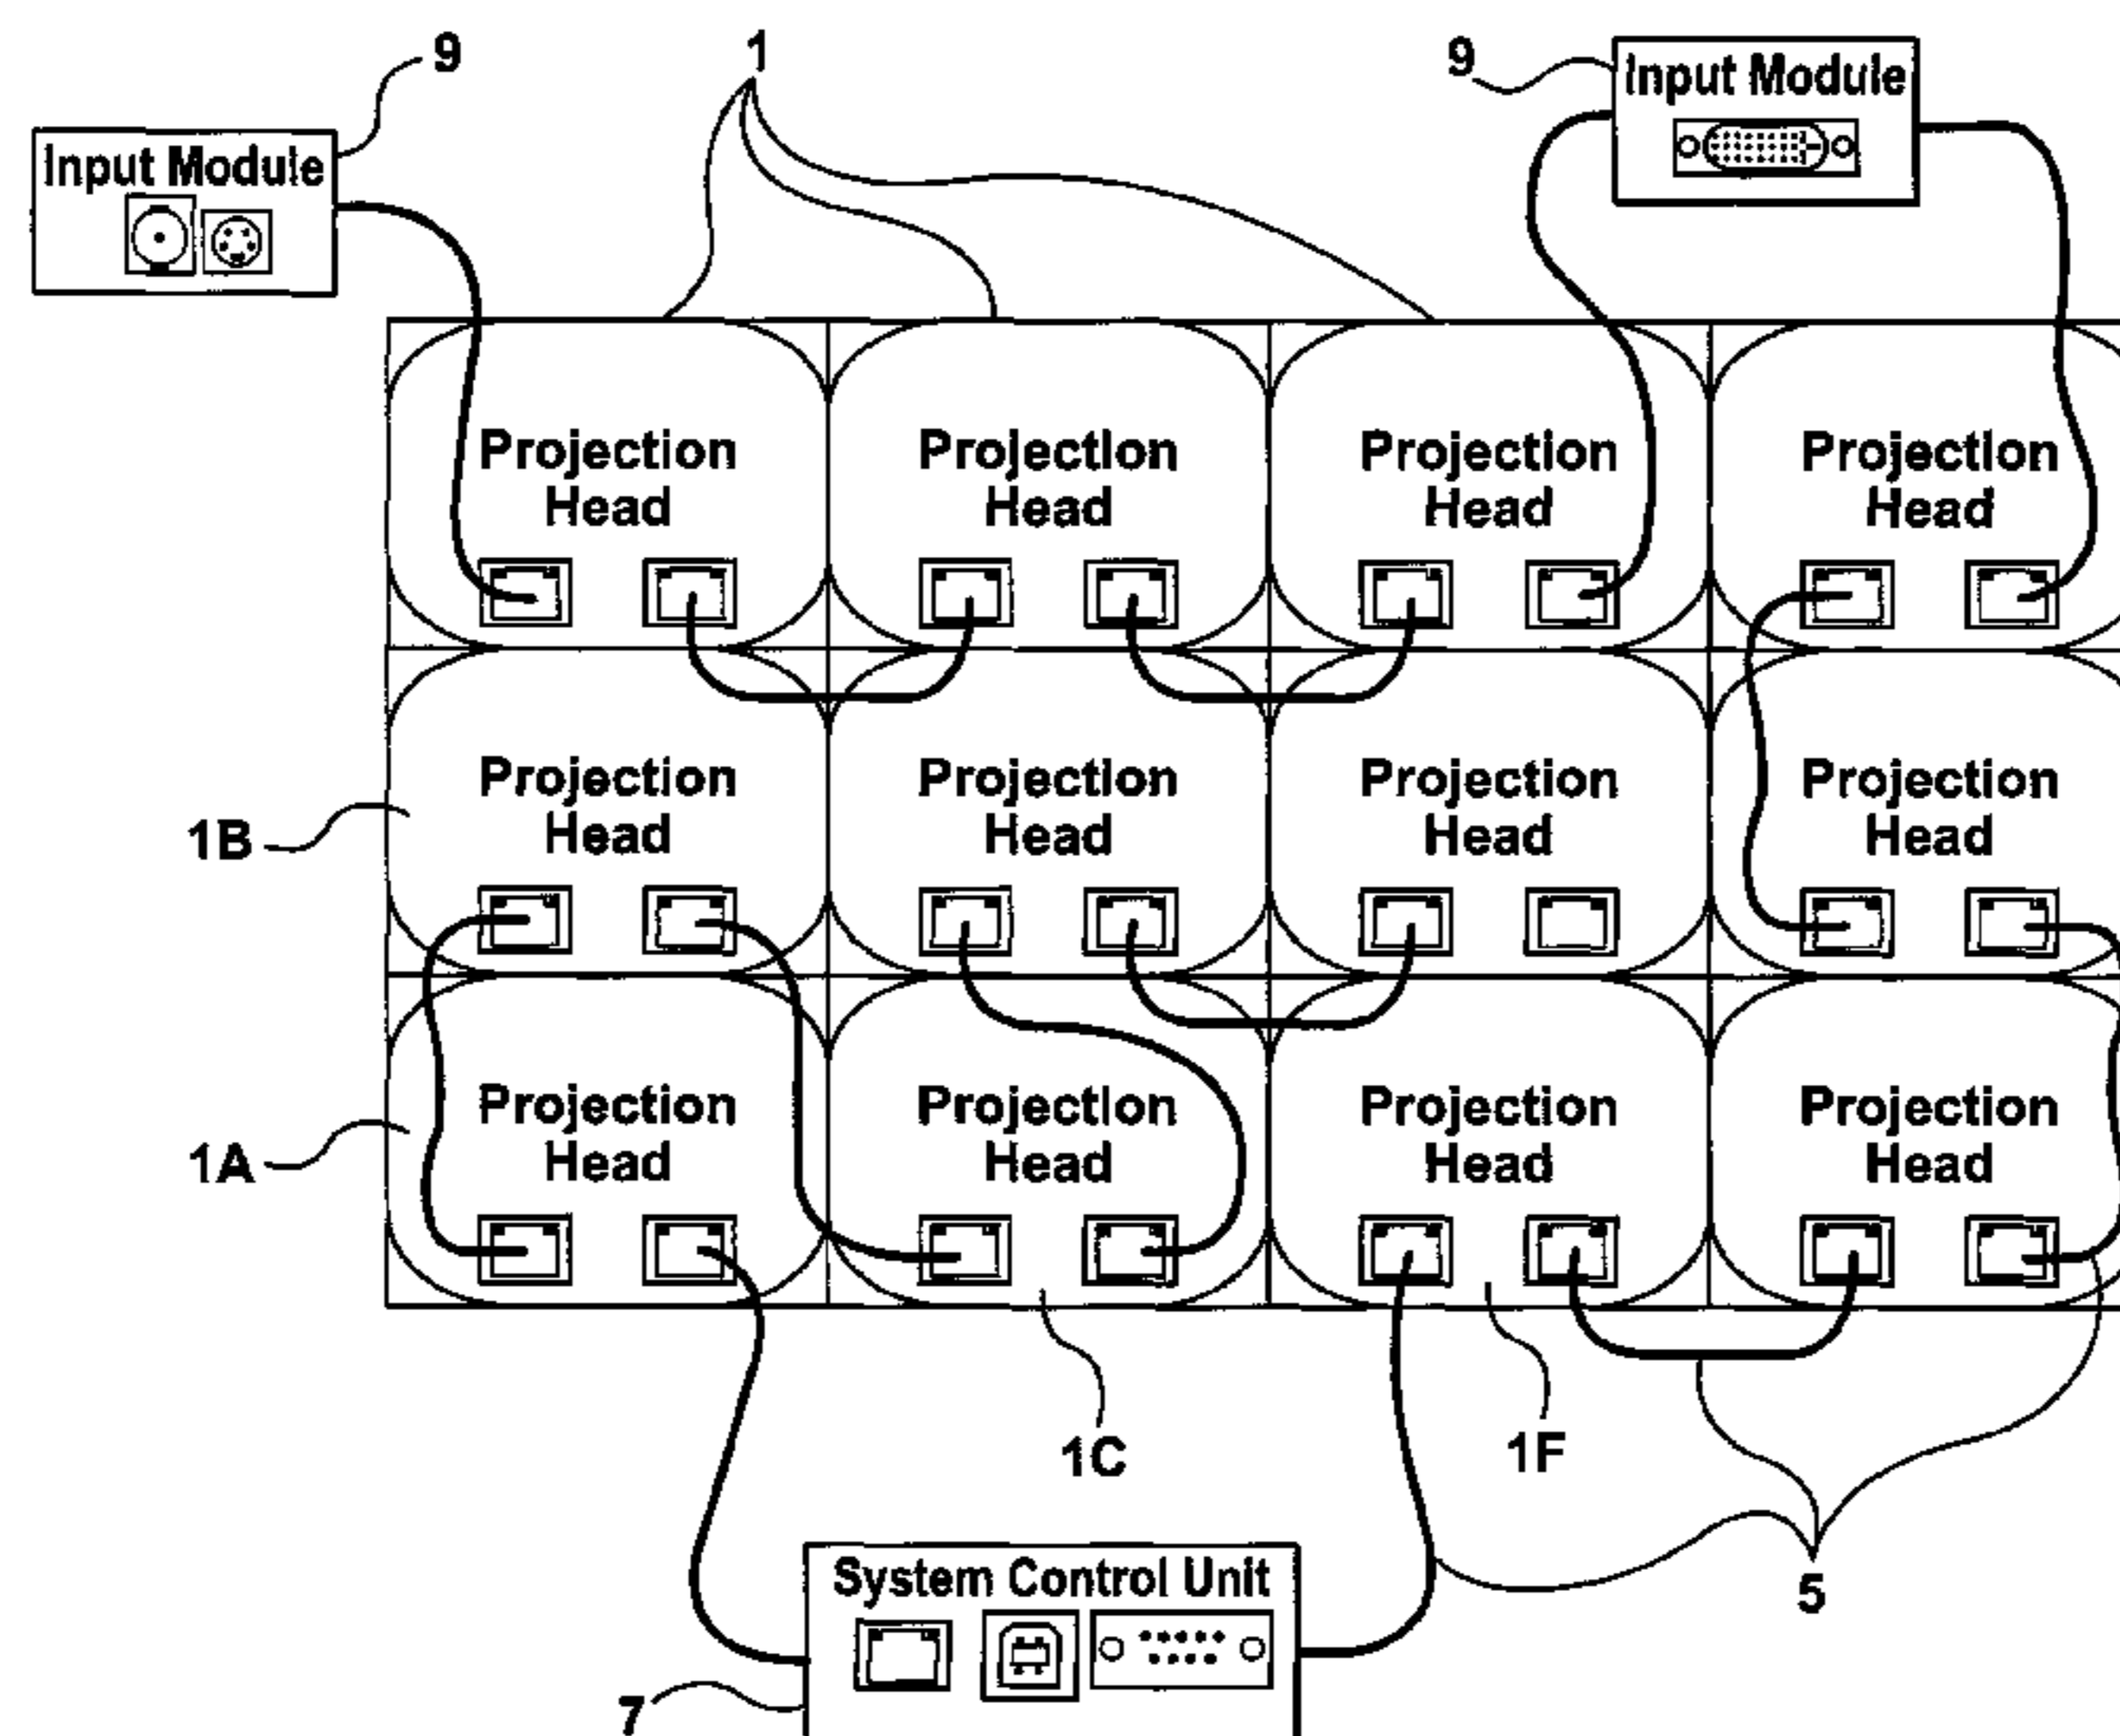 9
1
9
Input Module
Input Module
Projection Head
Projection Head
Projection Head
Projection Head
1B
Projection Head
Projection Head
Projection Head
Projection Head
1A
Projection Head
Projection Head
Projection Head
Projection Head
1C
1F
5
System Control Unit
7